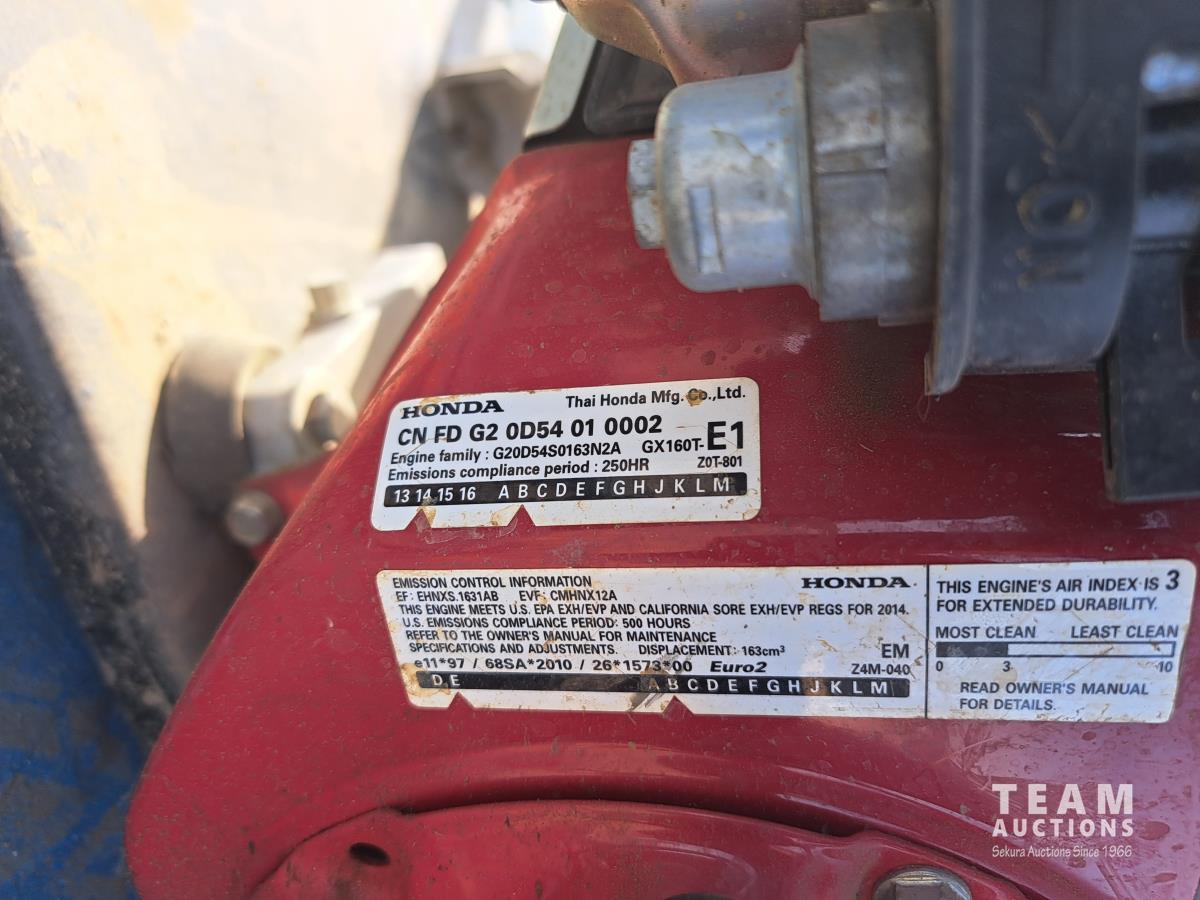 HONDA Thai Honda Mfg. Co.,Ltd.
CN FD G2 0D54 01 0002
Engine family : G20D54S0163N2A GX160T-E1
Emissions compliance period : 250HR Z0T-801
13 14 15 16 A B C D E F G H J K L M
EMISSION CONTROL INFORMATION HONDA
EF: EHNXS.1631AB EVF: CMHNX12A
THIS ENGINE MEETS U.S. EPA EXH/EVP AND CALIFORNIA SORE EXH/EVP REGS FOR 2014.
U.S. EMISSIONS COMPLIANCE PERIOD: 500 HOURS
REFER TO THE OWNER'S MANUAL FOR MAINTENANCE
SPECIFICATIONS AND ADJUSTMENTS. DISPLACEMENT: 163cm³ EM
e11*97 / 68SA*2010 / 26*1573*00 Euro2 Z4M-040
D E A B C D E F G H J K L M
THIS ENGINE'S AIR INDEX IS 3
FOR EXTENDED DURABILITY.
MOST CLEAN LEAST CLEAN
0 3 10
READ OWNER'S MANUAL
FOR DETAILS.
TEAM
AUCTIONS
Sekura Auctions Since 1966